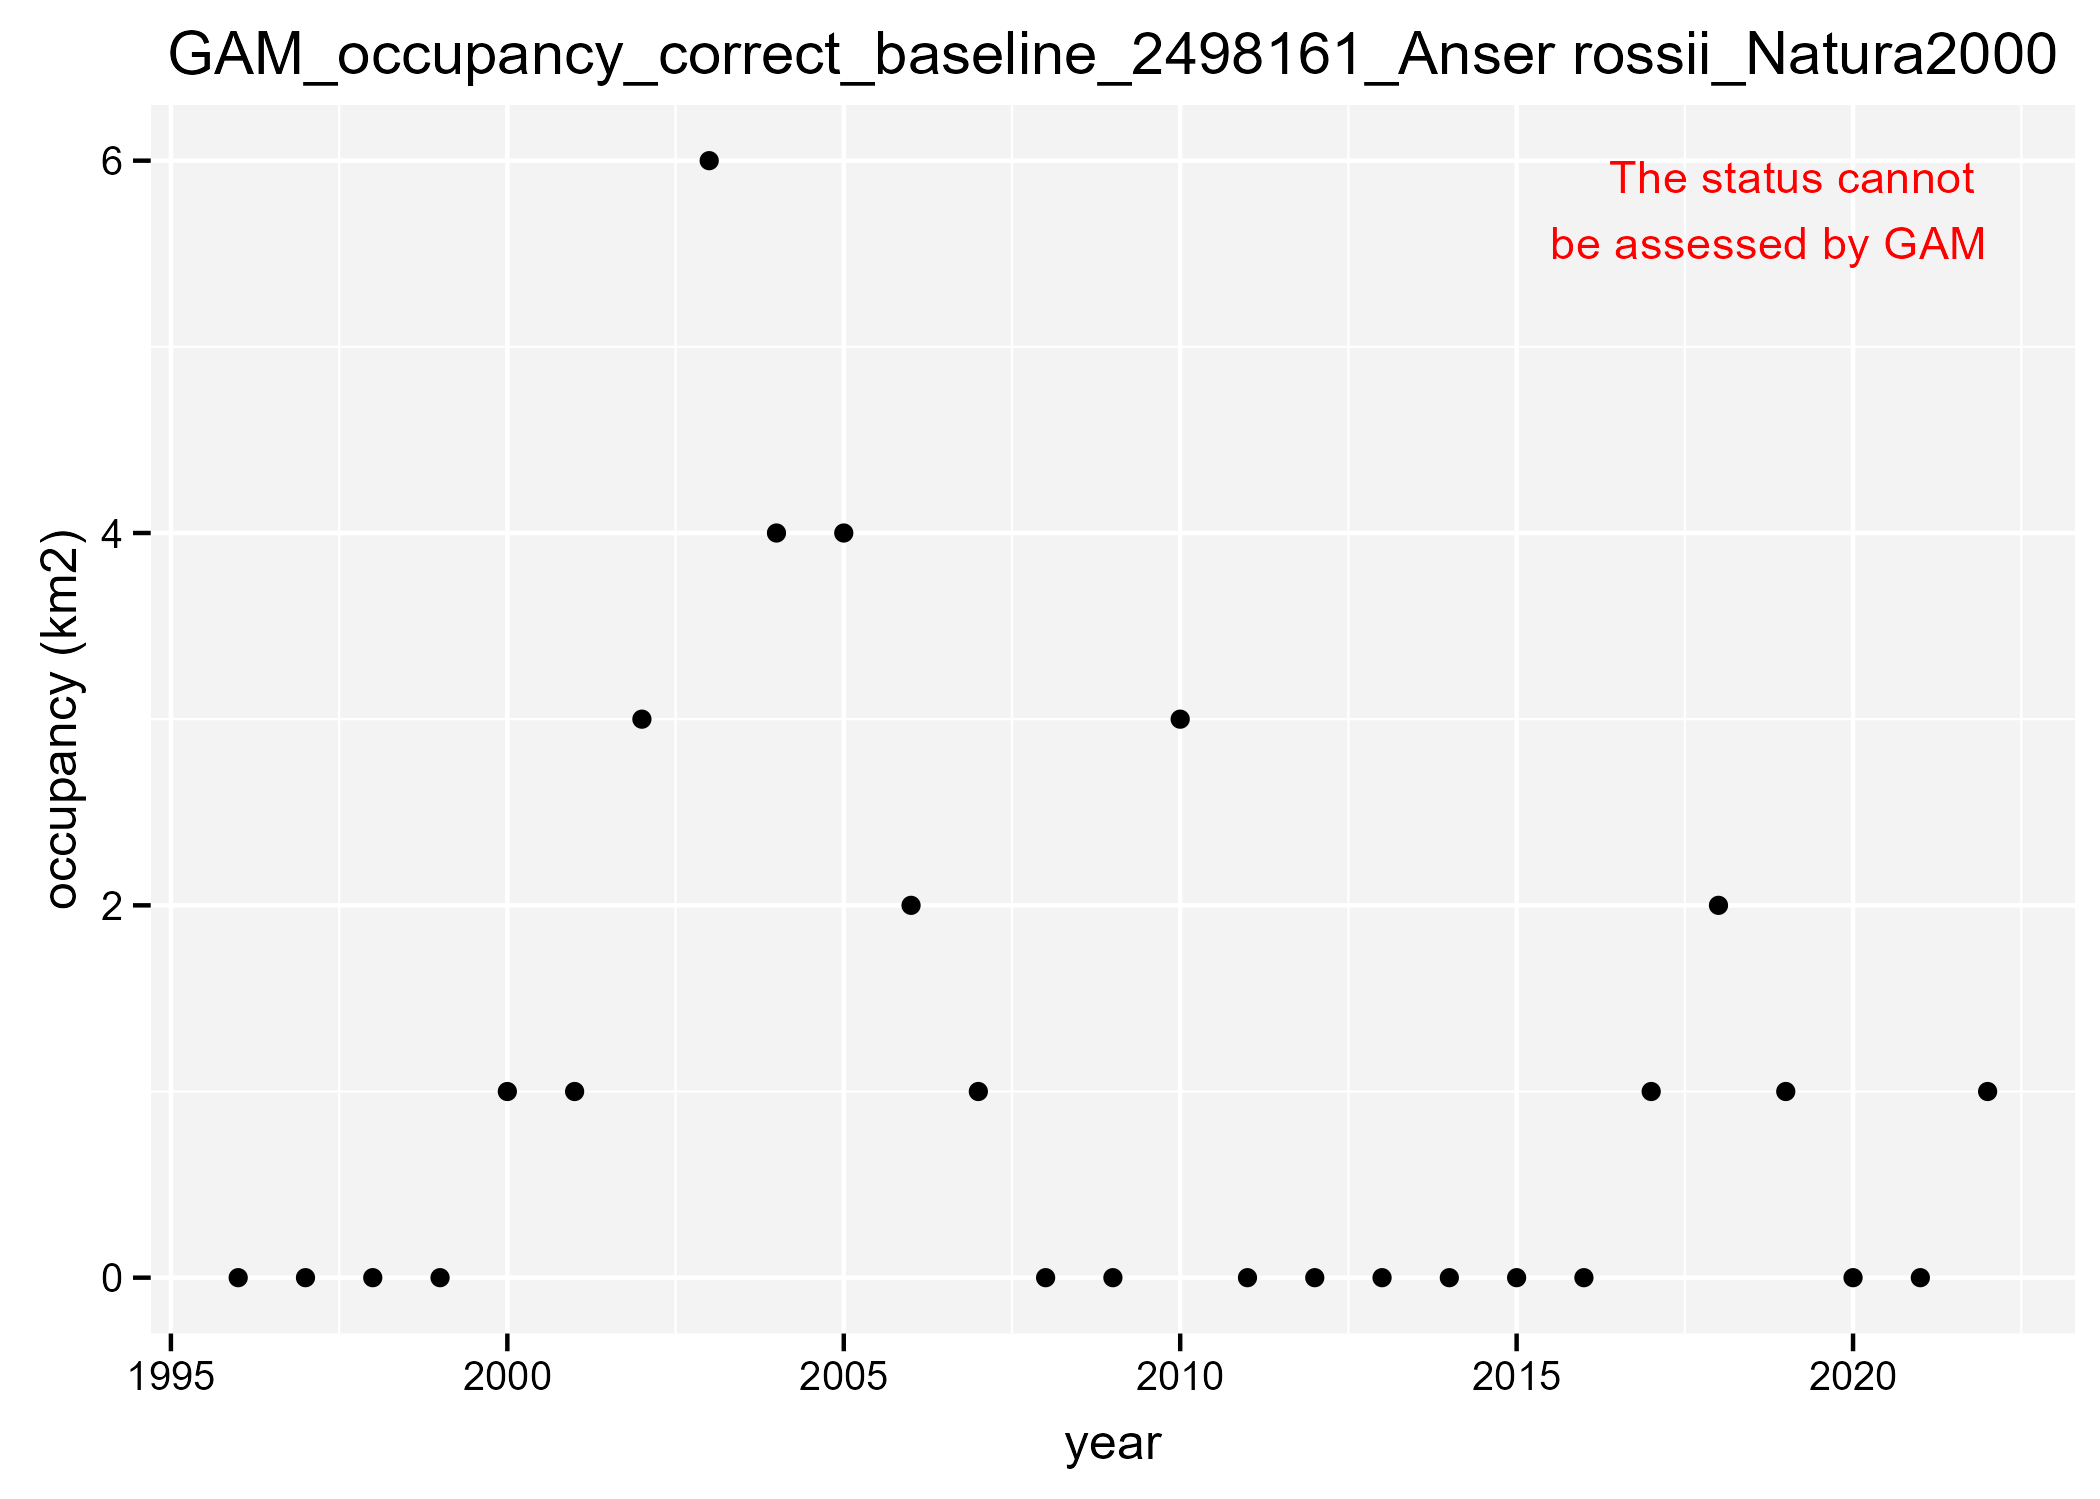 GAM_occupancy_correct_baseline_2498161_Anser rossii_Natura2000
The status cannot
be assessed by GAM
occupancy (km2)
6
4
2
0
1995 2000 2005 2010 2015 2020
year